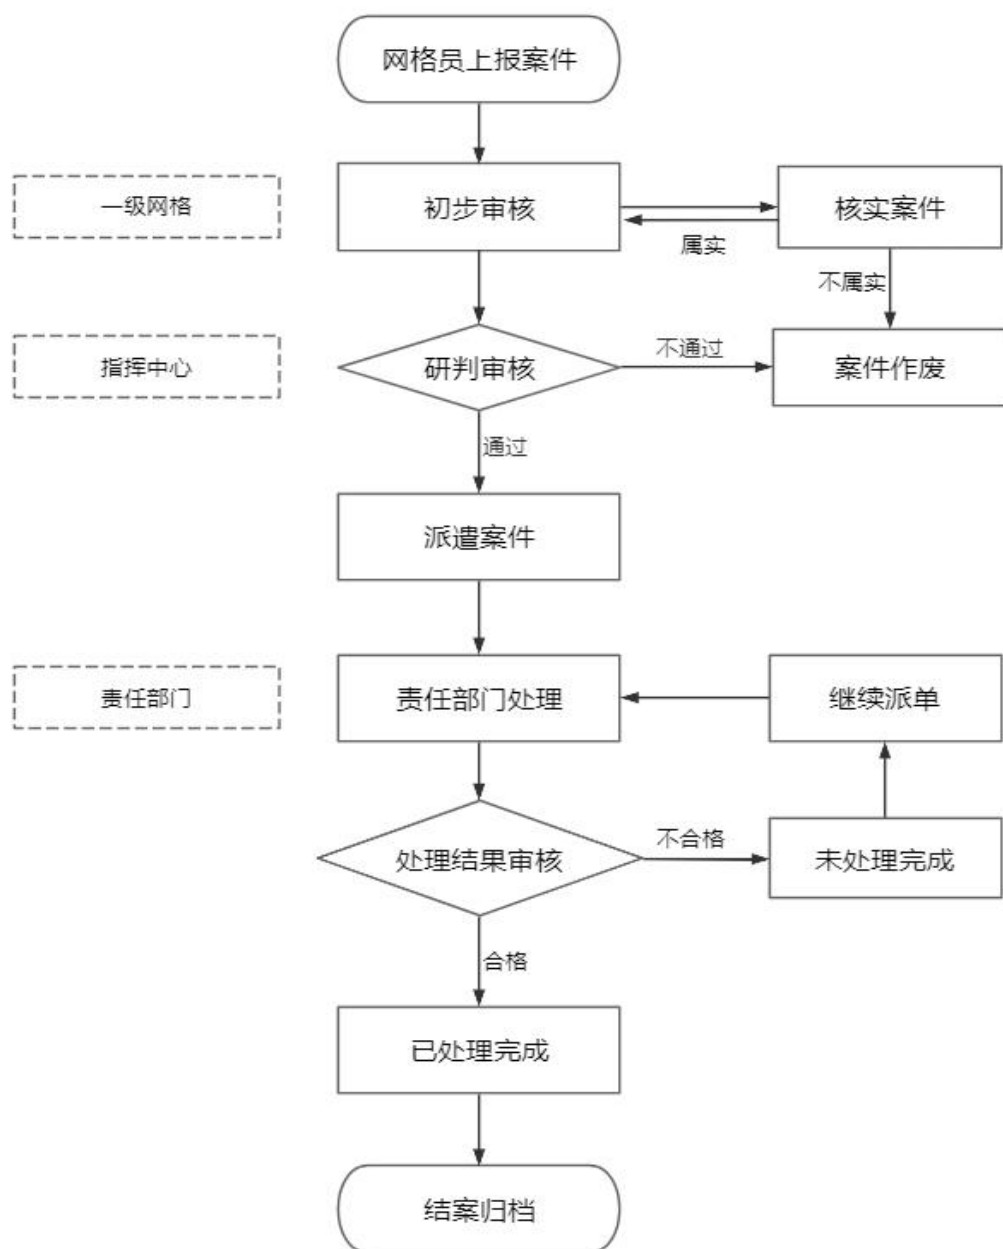 网格员上报案件
一级网格
初步审核
核实案件
属实
不属实
指挥中心
研判审核
不通过
案件作废
通过
派遣案件
责任部门
责任部门处理
继续派单
处理结果审核
不合格
未处理完成
合格
已处理完成
结案归档